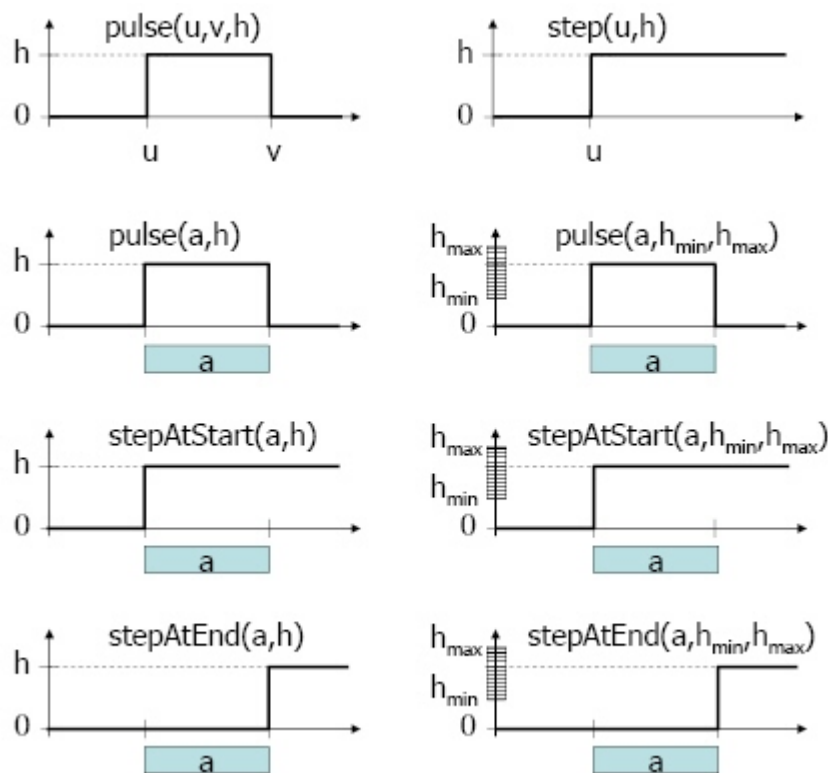 pulse(u,v,h)
h
0
u
v
step(u,h)
h
0
u
pulse(a,h)
h
0
a
pulse(a,hmin,hmax)
hmax
hmin
0
a
stepAtStart(a,h)
h
0
a
stepAtStart(a,hmin,hmax)
hmax
hmin
0
a
stepAtEnd(a,h)
h
0
a
stepAtEnd(a,hmin,hmax)
hmax
hmin
0
a